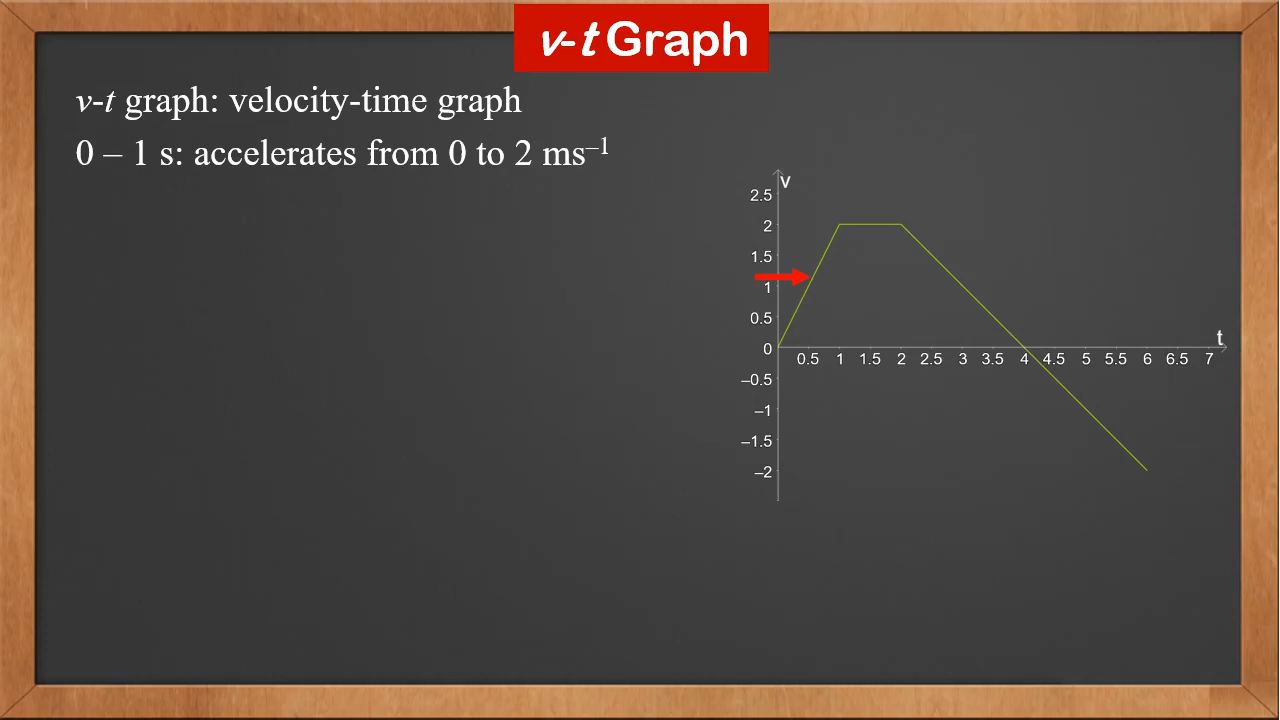 v-t Graph
v-t graph: velocity-time graph
0 – 1 s: accelerates from 0 to 2 ms⁻¹
v
2.5
2
1.5
1
0.5
0
t
0.5 1 1.5 2 2.5 3 3.5 4 4.5 5 5.5 6 6.5 7
–0.5
–1
–1.5
–2